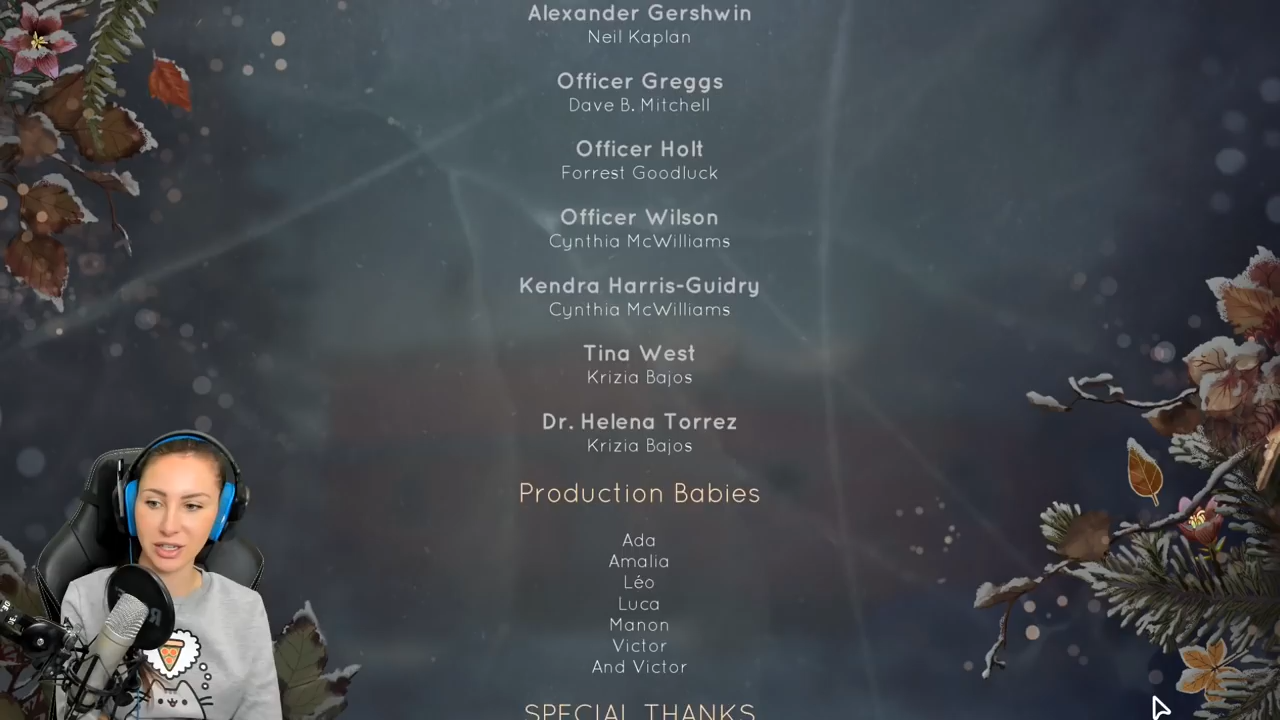 Alexander Gershwin
Neil Kaplan
Officer Greggs
Dave B. Mitchell
Officer Holt
Forrest Goodluck
Officer Wilson
Cynthia McWilliams
Kendra Harris-Guidry
Cynthia McWilliams
Tina West
Krizia Bajos
Dr. Helena Torrez
Krizia Bajos
Production Babies
Ada
Amalia
Léo
Luca
Manon
Victor
And Victor
SPECIAL THANKS